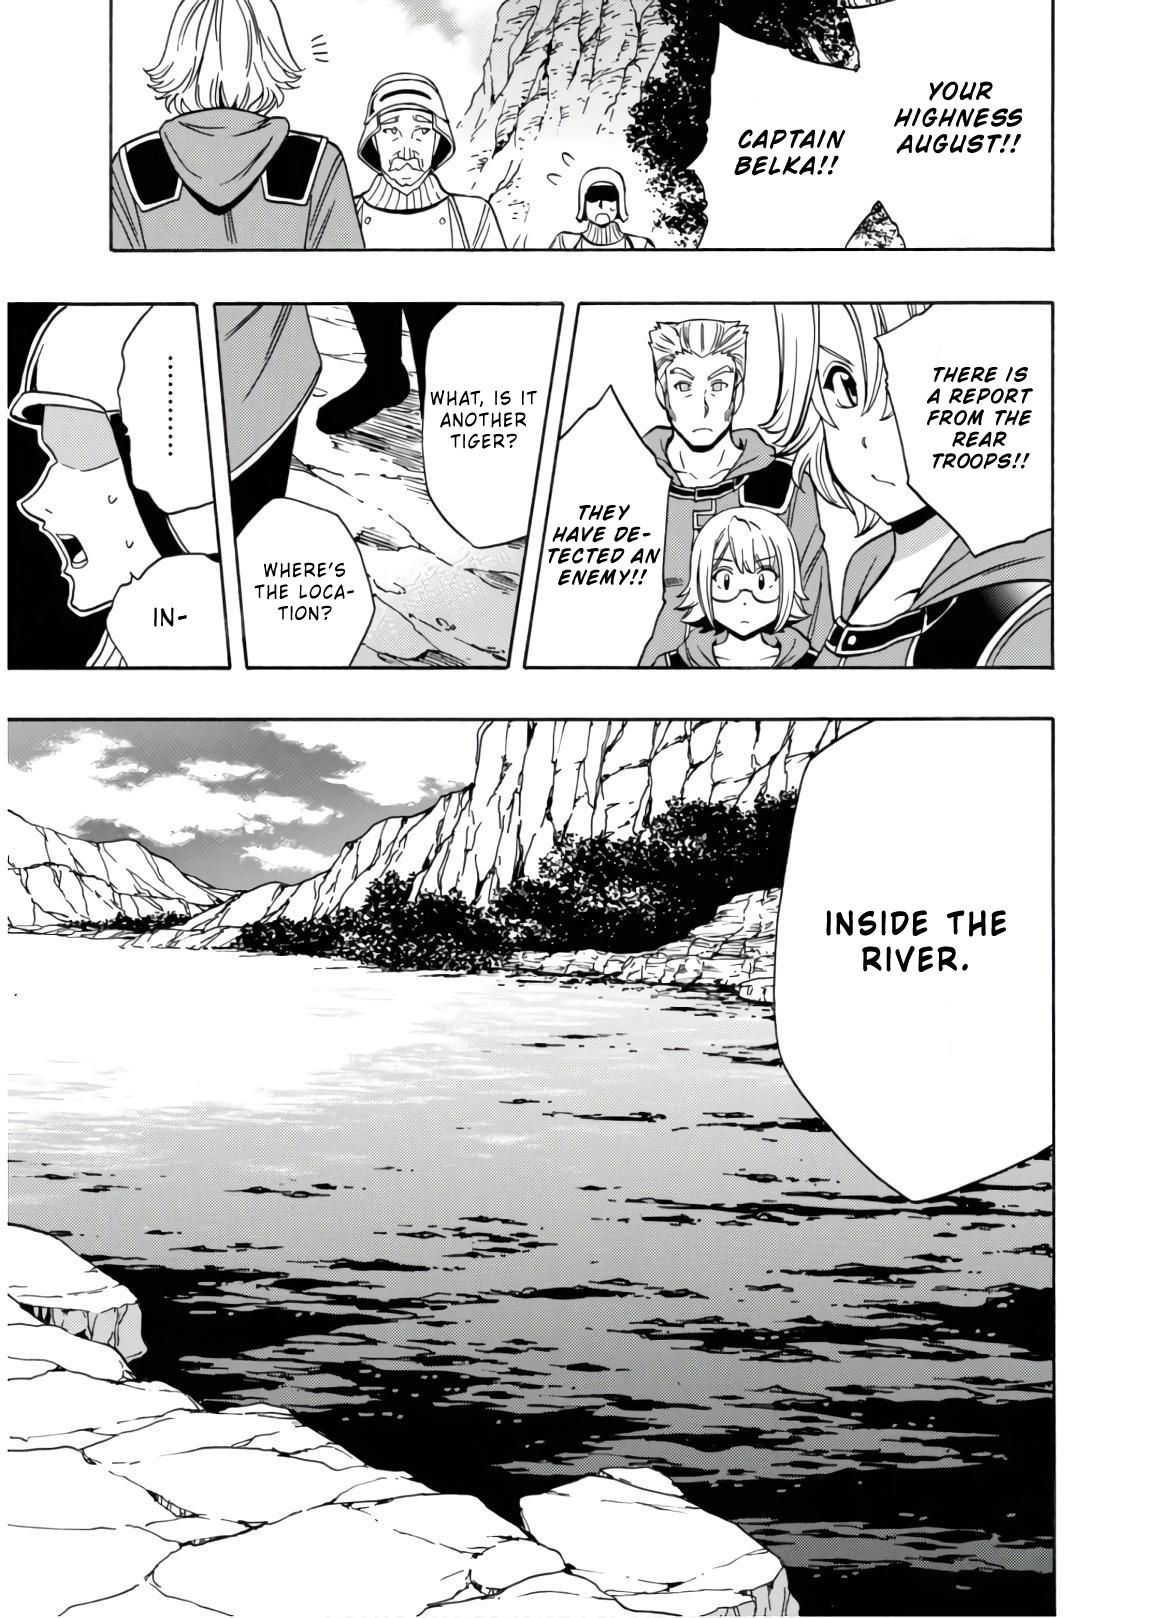 YOUR
HIGHNESS
AUGUST!!
CAPTAIN
BELKA!!
THERE IS
A REPORT
FROM THE
REAR
TROOPS!!
THEY
HAVE DE-
TECTED AN
ENEMY!!
WHAT, IS IT
ANOTHER
TIGER?
WHERE'S
THE LOCA-
TION?
..........
IN-
INSIDE THE
RIVER.